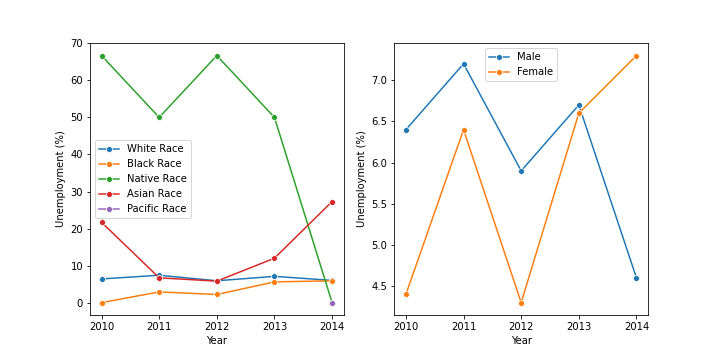 70
60
50
40
30
20
10
0
Unemployment (%)
White Race
Black Race
Native Race
Asian Race
Pacific Race
2010 2011 2012 2013 2014
Year
7.0
6.5
6.0
5.5
5.0
4.5
Unemployment (%)
Male
Female
2010 2011 2012 2013 2014
Year